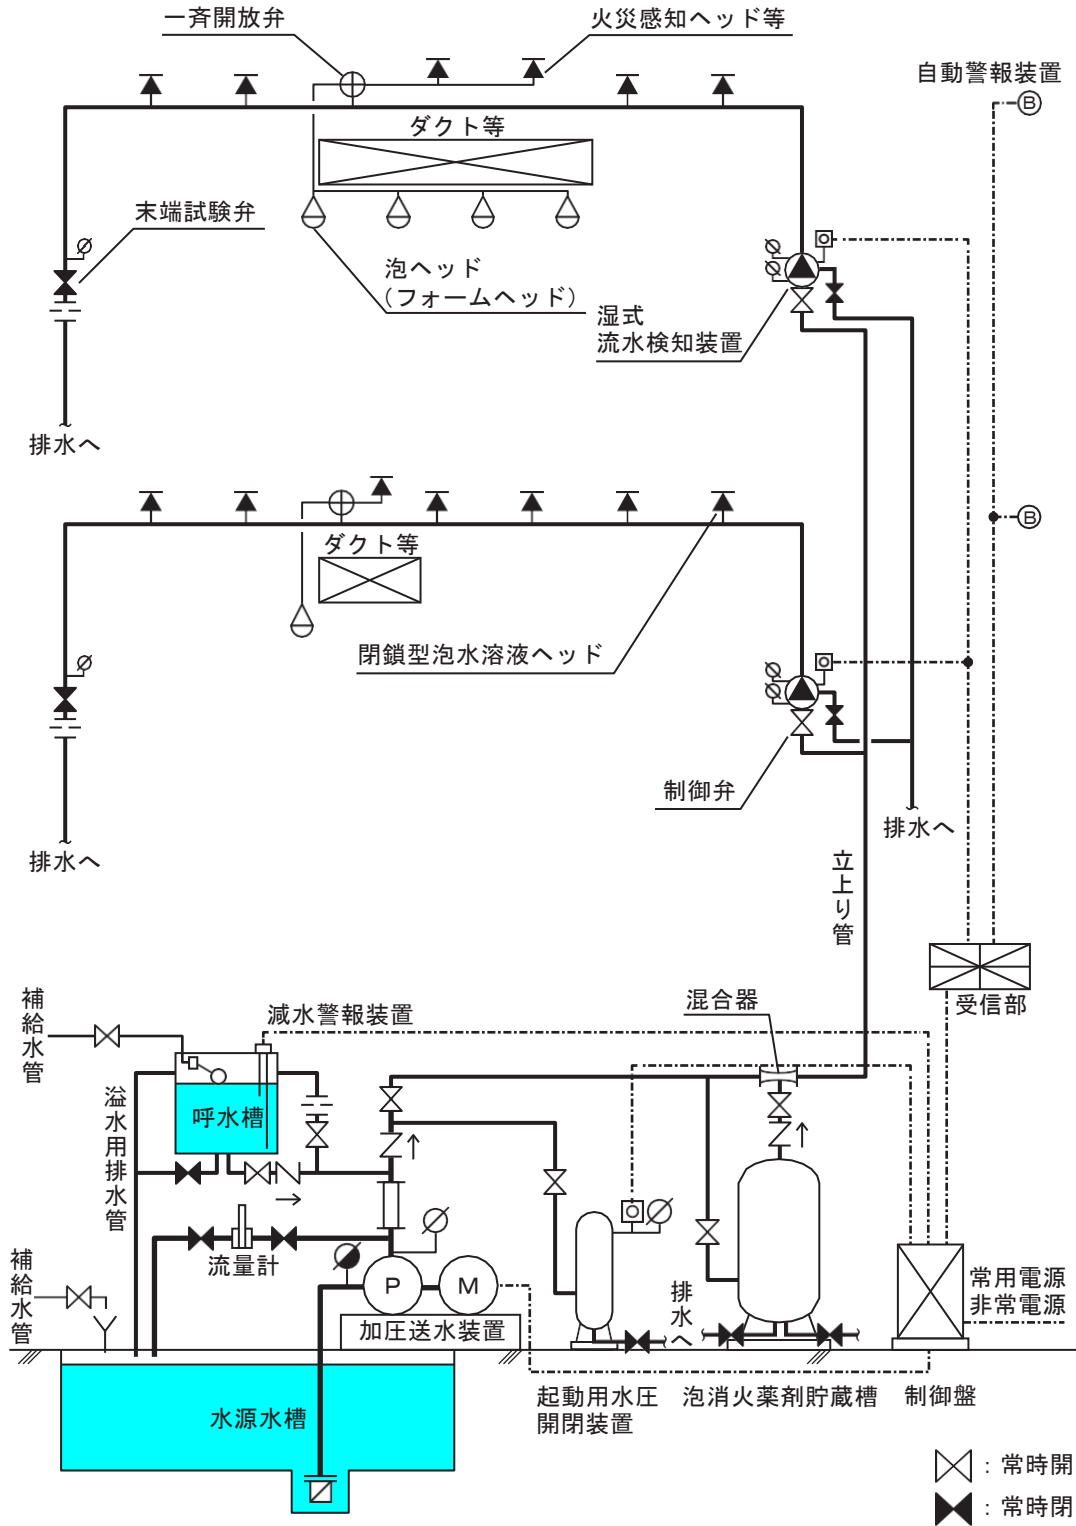 一斉開放弁
火災感知ヘッド等
自動警報装置
B
ダクト等
末端試験弁
泡ヘッド
(フォームヘッド)
湿式
流水検知装置
排水へ
B
ダクト等
閉鎖型泡水溶液ヘッド
制御弁
排水へ
排水へ
立上り管
受信部
補給水管
減水警報装置
混合器
溢水用排水管
呼水槽
流量計
補給水管
P
M
加圧送水装置
排水へ
常用電源
非常電源
起動用水圧
開閉装置
泡消火薬剤貯蔵槽
制御盤
水源水槽
:常時開
:常時閉